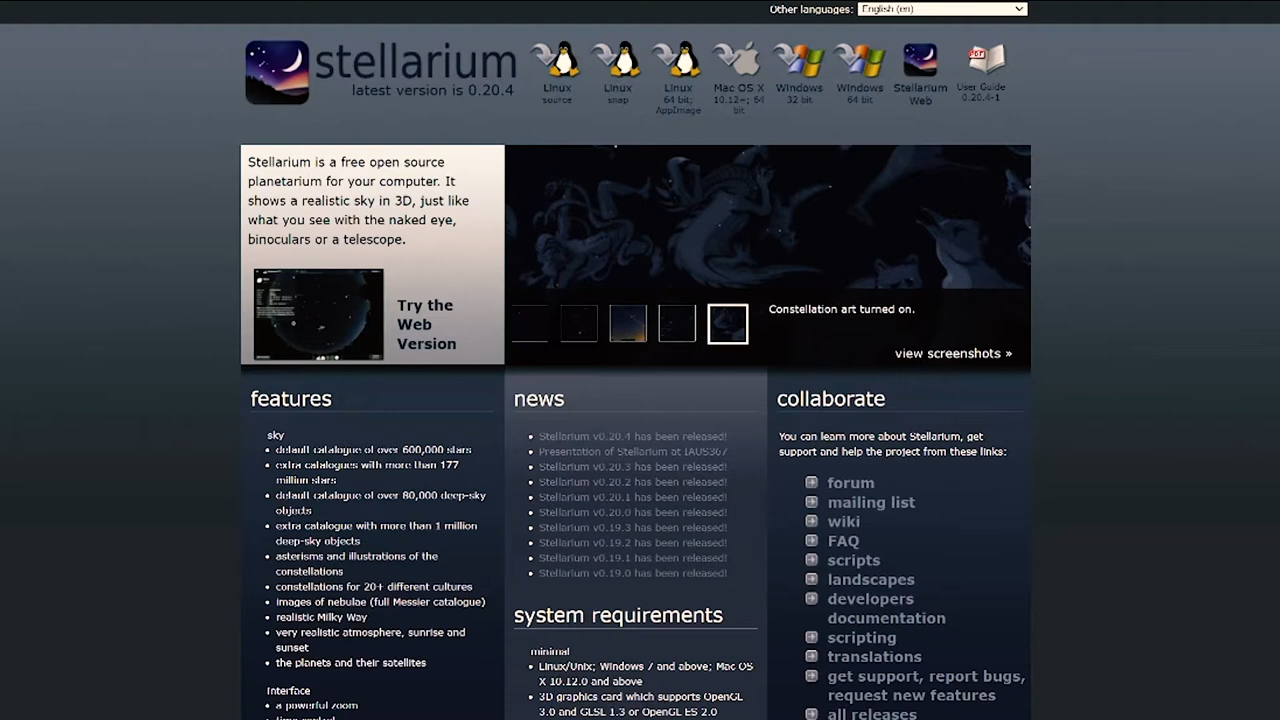 Other languages: English (en)
stellarium
latest version is 0.20.4
Linux
source
Linux
snap
Linux
64 bit;
AppImage
Mac OS X
10.12+; 64
bit
Windows
32 bit
Windows
64 bit
Stellarium
Web
User Guide
0.20.4-1
Stellarium is a free open source
planetarium for your computer. It
shows a realistic sky in 3D, just like
what you see with the naked eye,
binoculars or a telescope.
Try the
Web
Version
Constellation art turned on.
view screenshots »
features
sky
default catalogue of over 600,000 stars
extra catalogues with more than 177
million stars
default catalogue of over 80,000 deep-sky
objects
extra catalogue with more than 1 million
deep-sky objects
asterisms and illustrations of the
constellations
constellations for 20+ different cultures
images of nebulae (full Messier catalogue)
realistic Milky Way
very realistic atmosphere, sunrise and
sunset
the planets and their satellites
interface
a powerful zoom
time control
news
Stellarium v0.20.4 has been released!
Presentation of Stellarium at IAUS367
Stellarium v0.20.3 has been released!
Stellarium v0.20.2 has been released!
Stellarium v0.20.1 has been released!
Stellarium v0.20.0 has been released!
Stellarium v0.19.3 has been released!
Stellarium v0.19.2 has been released!
Stellarium v0.19.1 has been released!
Stellarium v0.19.0 has been released!
system requirements
minimal
Linux/Unix; Windows 7 and above; Mac OS
X 10.12.0 and above
3D graphics card which supports OpenGL
3.0 and GLSL 1.3 or OpenGL ES 2.0
collaborate
You can learn more about Stellarium, get
support and help the project from these links:
forum
mailing list
wiki
FAQ
scripts
landscapes
developers
documentation
scripting
translations
get support, report bugs,
request new features
all releases